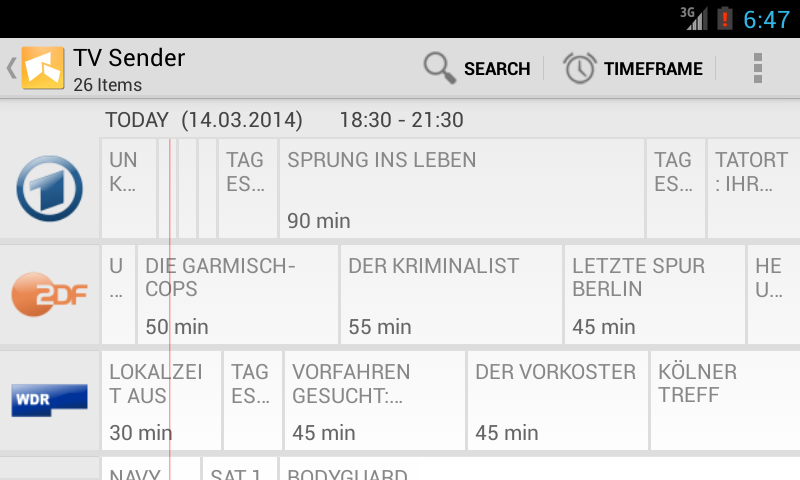 3G
6:47
TV Sender
26 Items
SEARCH
TIMEFRAME
TODAY (14.03.2014) 18:30 - 21:30
1
UN
K...
TAG
ES...
SPRUNG INS LEBEN
90 min
TAG
ES...
TATORT
: IHR...
ZDF
U
...
DIE GARMISCH-
COPS
50 min
DER KRIMINALIST
55 min
LETZTE SPUR
BERLIN
45 min
HE
U...
WDR
LOKALZEI
T AUS
30 min
TAG
ES...
VORFAHREN
GESUCHT:...
45 min
DER VORKOSTER
45 min
KÖLNER
TREFF
NAVY
SAT.1
BODYGUARD